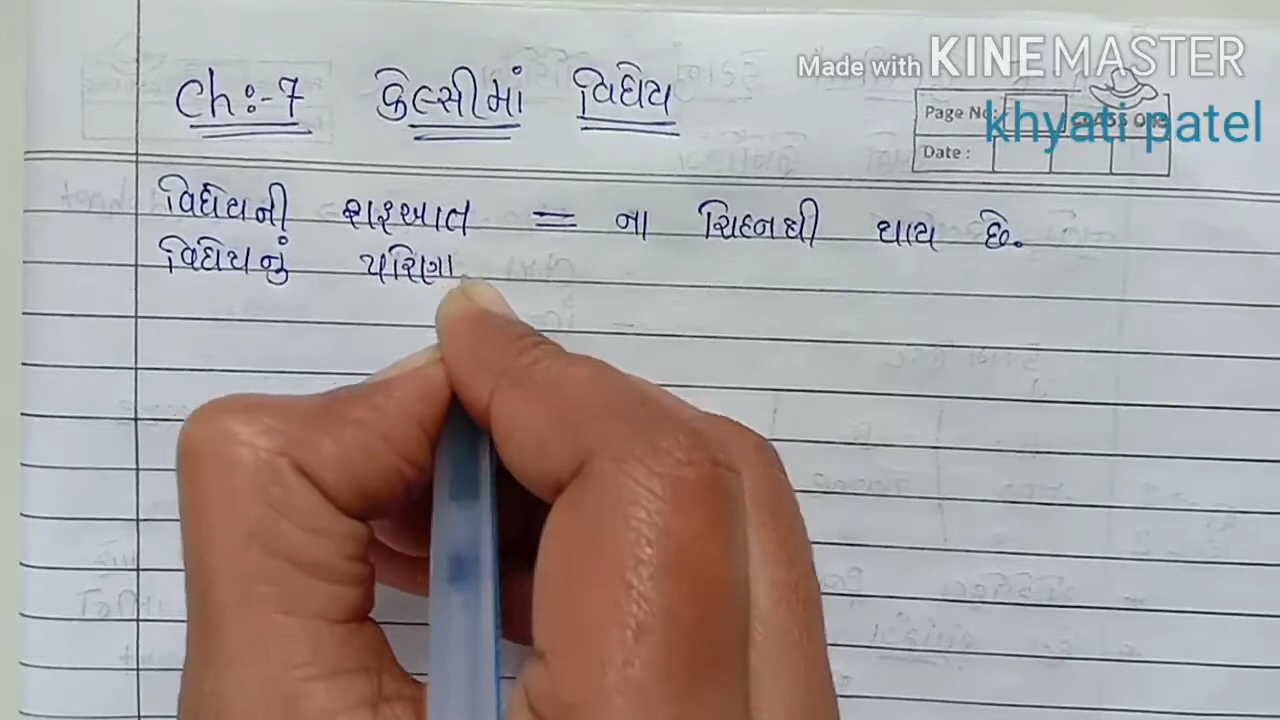 Made with KINEMASTER
Ch:-7 કેલ્સીમાં વિધેય
Page No:
khyati patel
Date :
વિધેયની શરૂઆત = ના ચિહ્નથી થાય છે.
વિધેયનું પરિણા